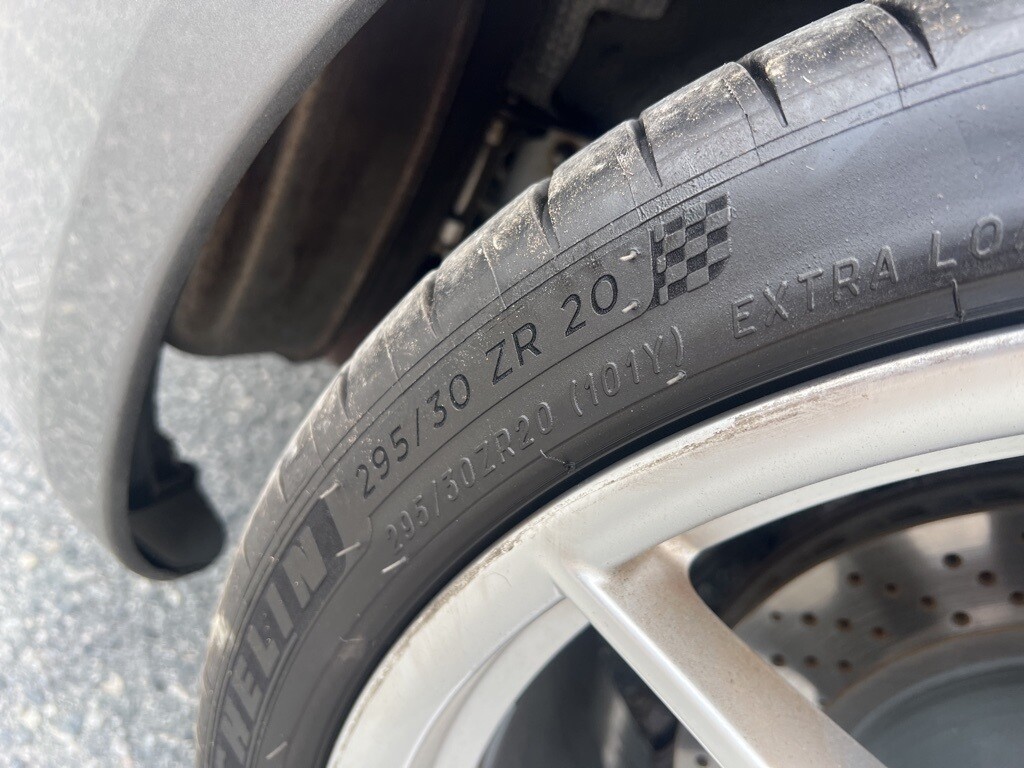 HELIN
295/30 ZR 20
295/30ZR20 (101Y)
EXTRA LO